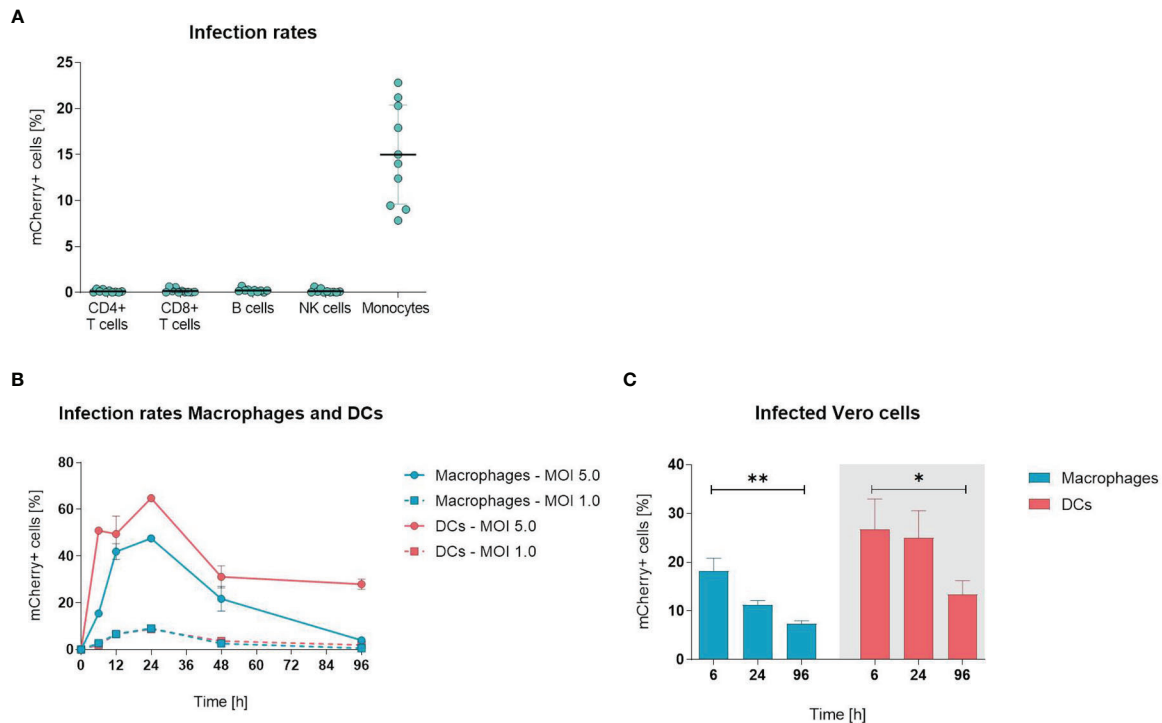 A
Infection rates
mCherry+ cells [%]
25
20
15
10
5
0
CD4+
T cells
CD8+
T cells
B cells
NK cells
Monocytes
B
Infection rates Macrophages and DCs
mCherry+ cells [%]
80
60
40
20
0
0 12 24 36 48 60 72 84 96
Time [h]
Macrophages - MOI 5.0
Macrophages - MOI 1.0
DCs - MOI 5.0
DCs - MOI 1.0
C
Infected Vero cells
mCherry+ cells [%]
40
30
20
10
0
**
*
6 24 96 6 24 96
Time [h]
Macrophages
DCs